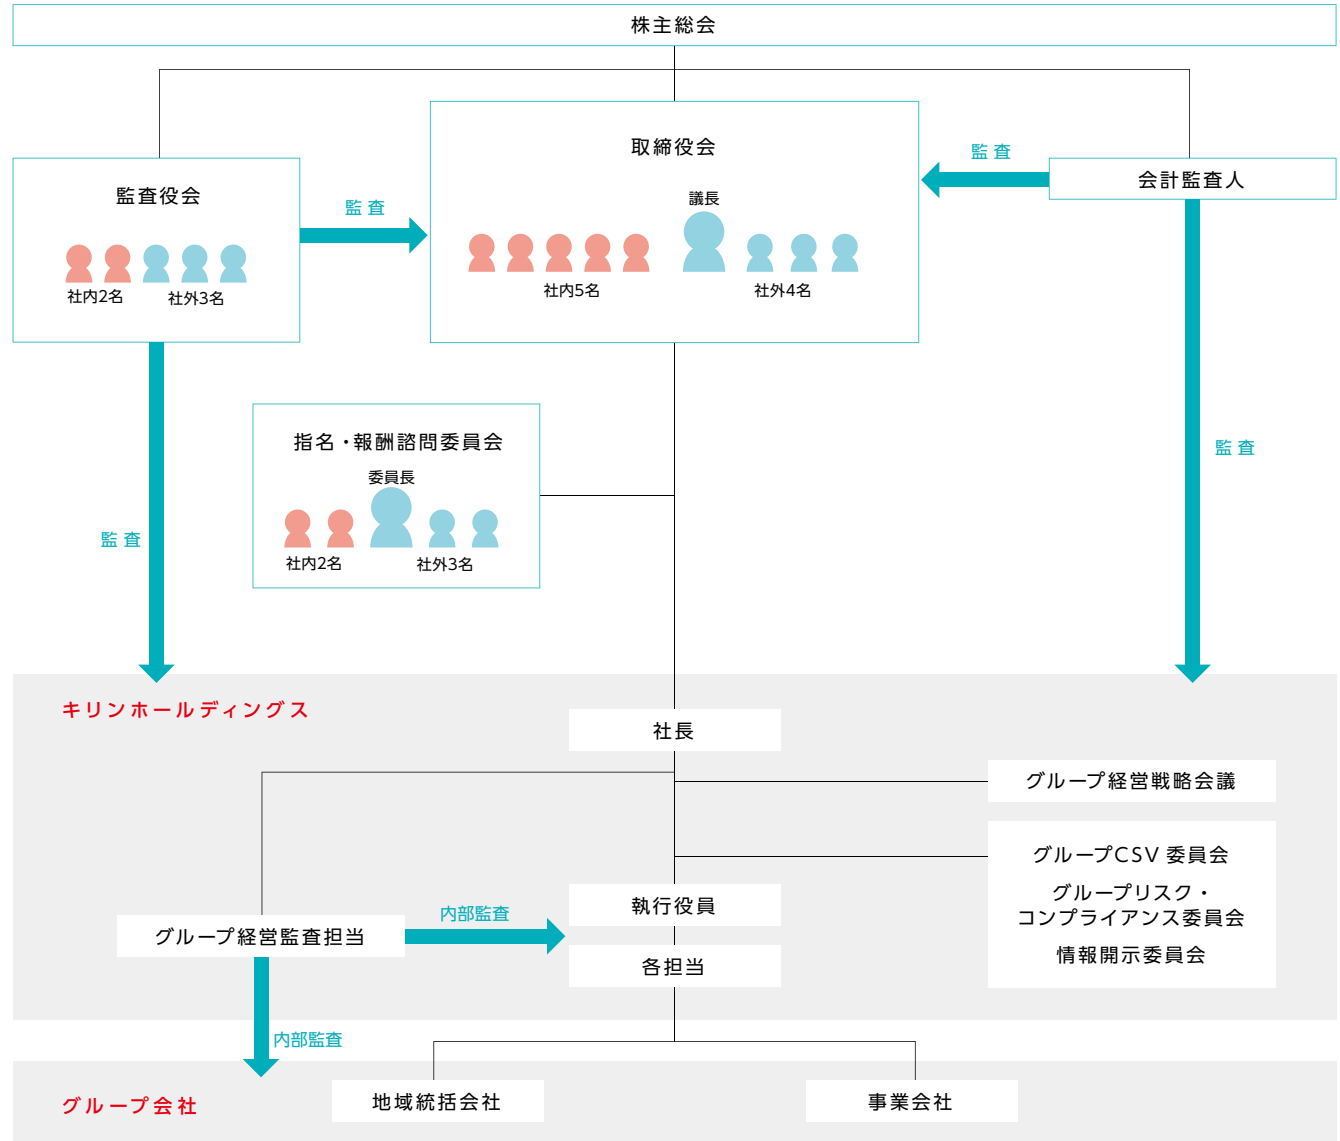 株主総会
取締役会
監査
会計監査人
監査役会
監査
議長
社内2名
社外3名
社内5名
社外4名
指名・報酬諮問委員会
委員長
社内2名
社外3名
監査
監査
キリンホールディングス
社長
グループ経営戦略会議
グループCSV 委員会
グループリスク・
コンプライアンス委員会
情報開示委員会
執行役員
内部監査
グループ経営監査担当
各担当
内部監査
グループ会社
地域統括会社
事業会社